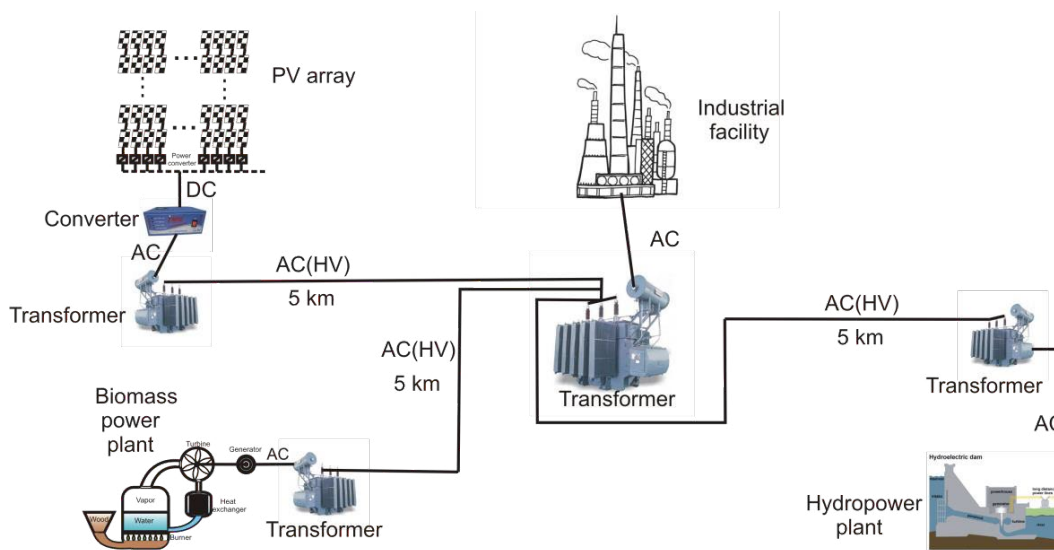 PV array
Power
converter
DC
Converter
AC
Transformer
AC(HV)
5 km
Industrial
facility
AC
Transformer
AC(HV)
5 km
AC(HV)
5 km
Transformer
AC
Biomass
power
plant
Turbine
Generator
AC
Vapor
Water
Wood
Burner
Heat
exchanger
Transformer
Hydropower
plant
Hydroelectric dam